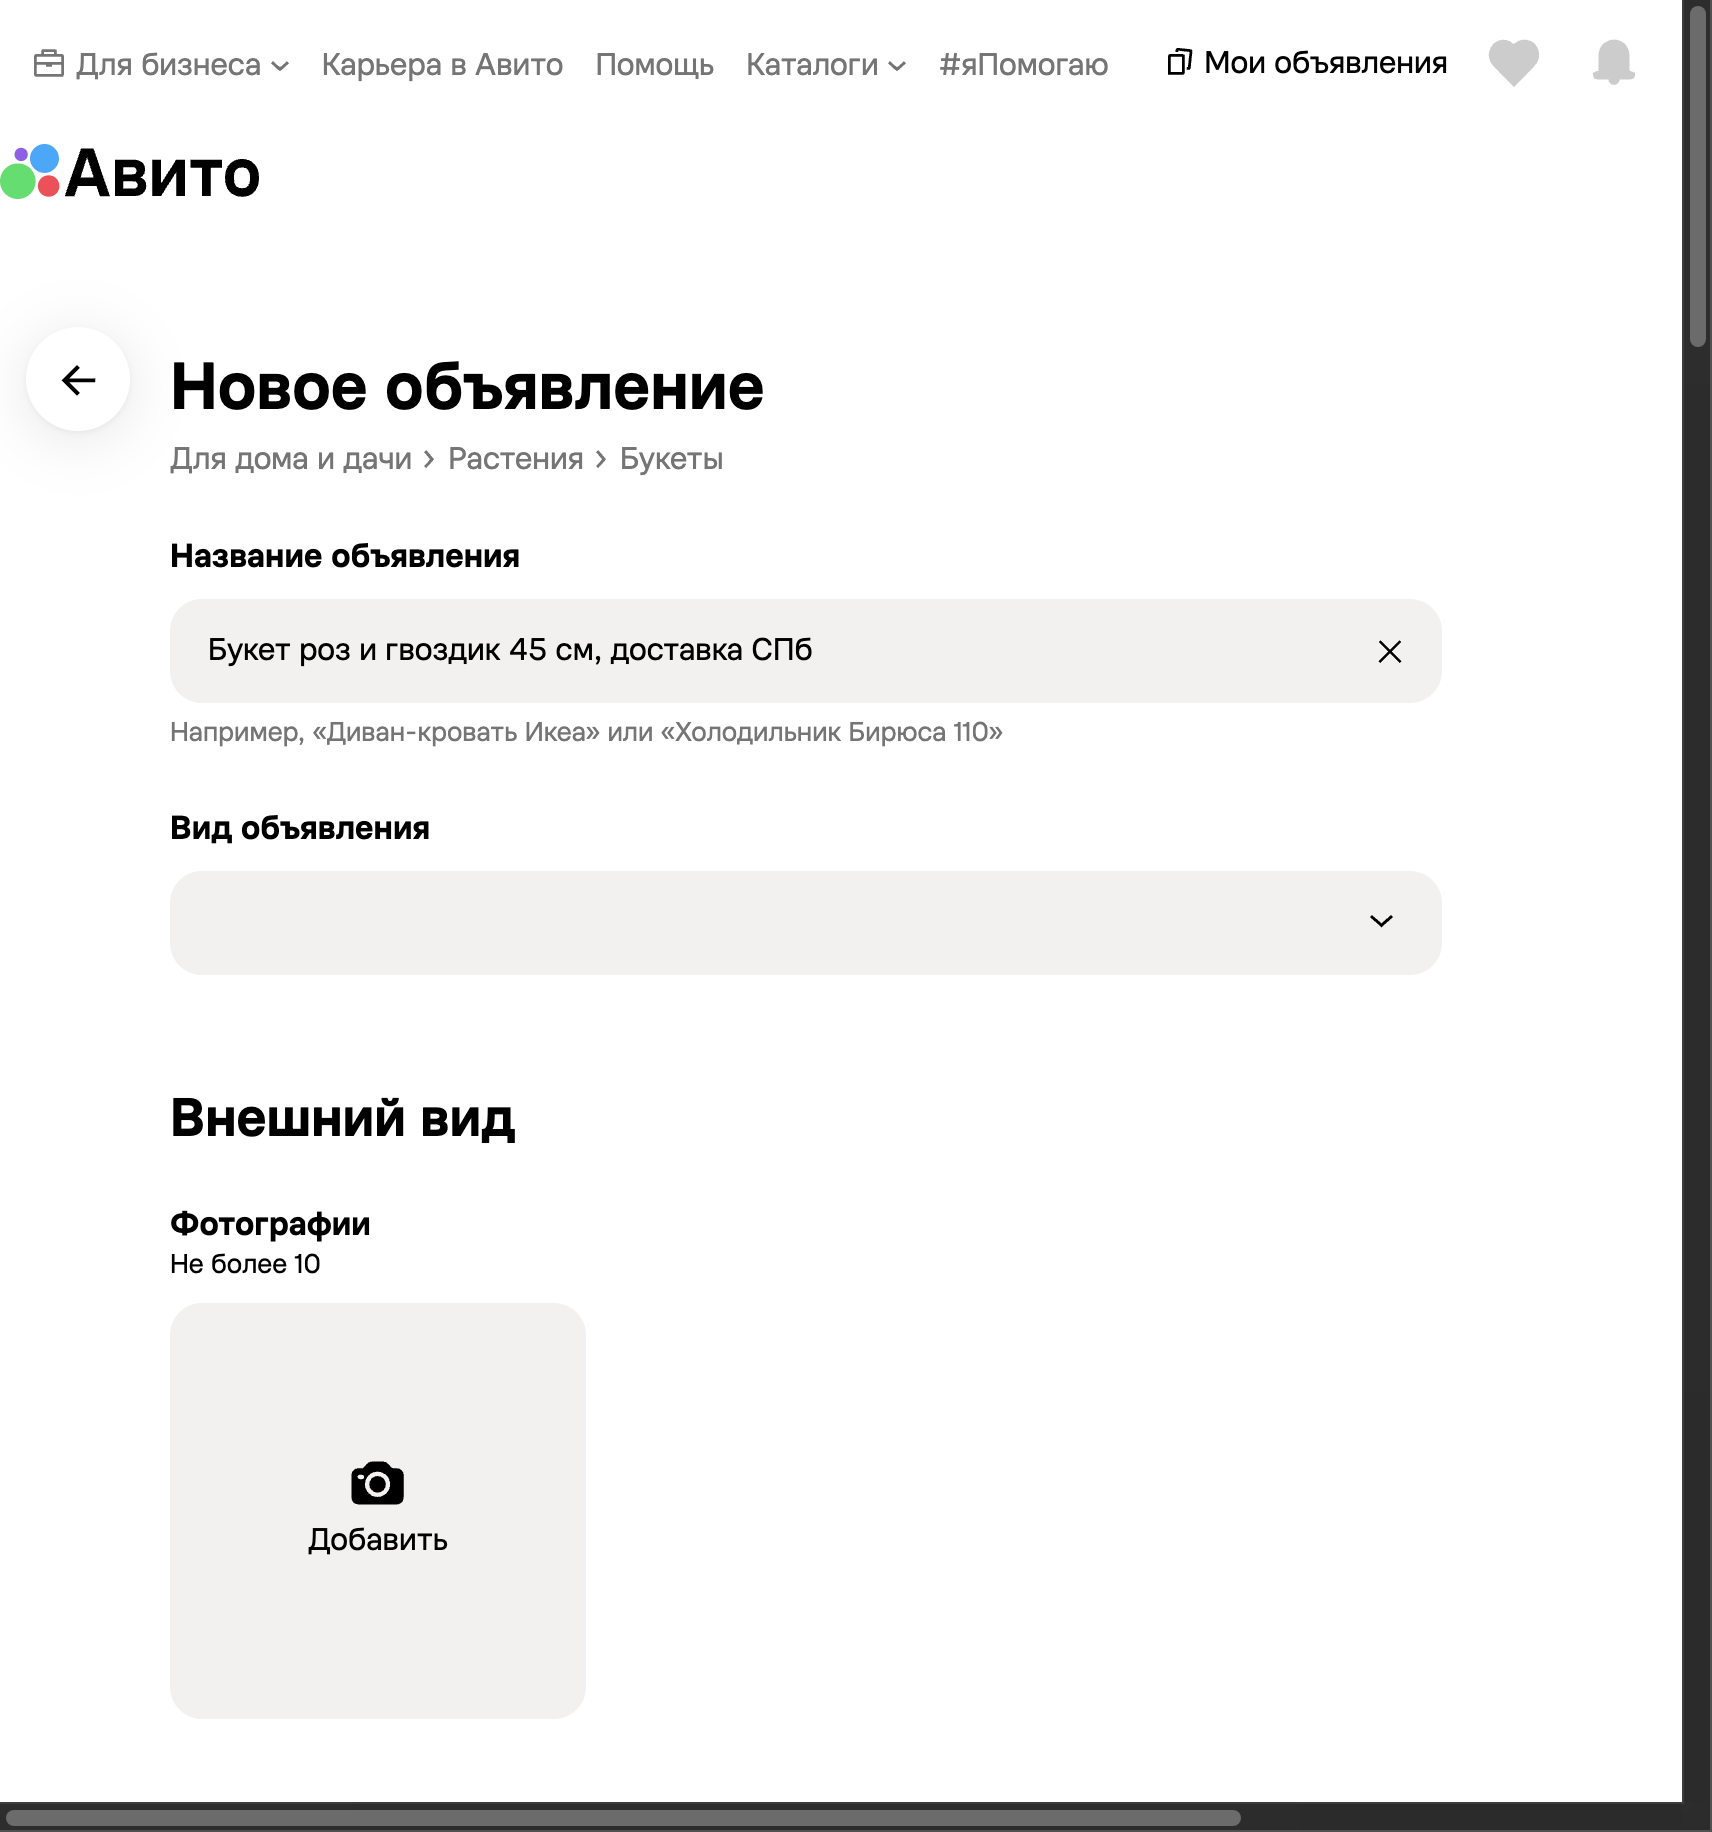 Для бизнеса Карьера в Авито Помощь Каталоги #яПомогаю Мои объявления
Авито
Новое объявление
Для дома и дачи > Растения > Букеты
Название объявления
Букет роз и гвоздик 45 см, доставка СПб
Например, «Диван-кровать Икеа» или «Холодильник Бирюса 110»
Вид объявления
Внешний вид
Фотографии
Не более 10
Добавить